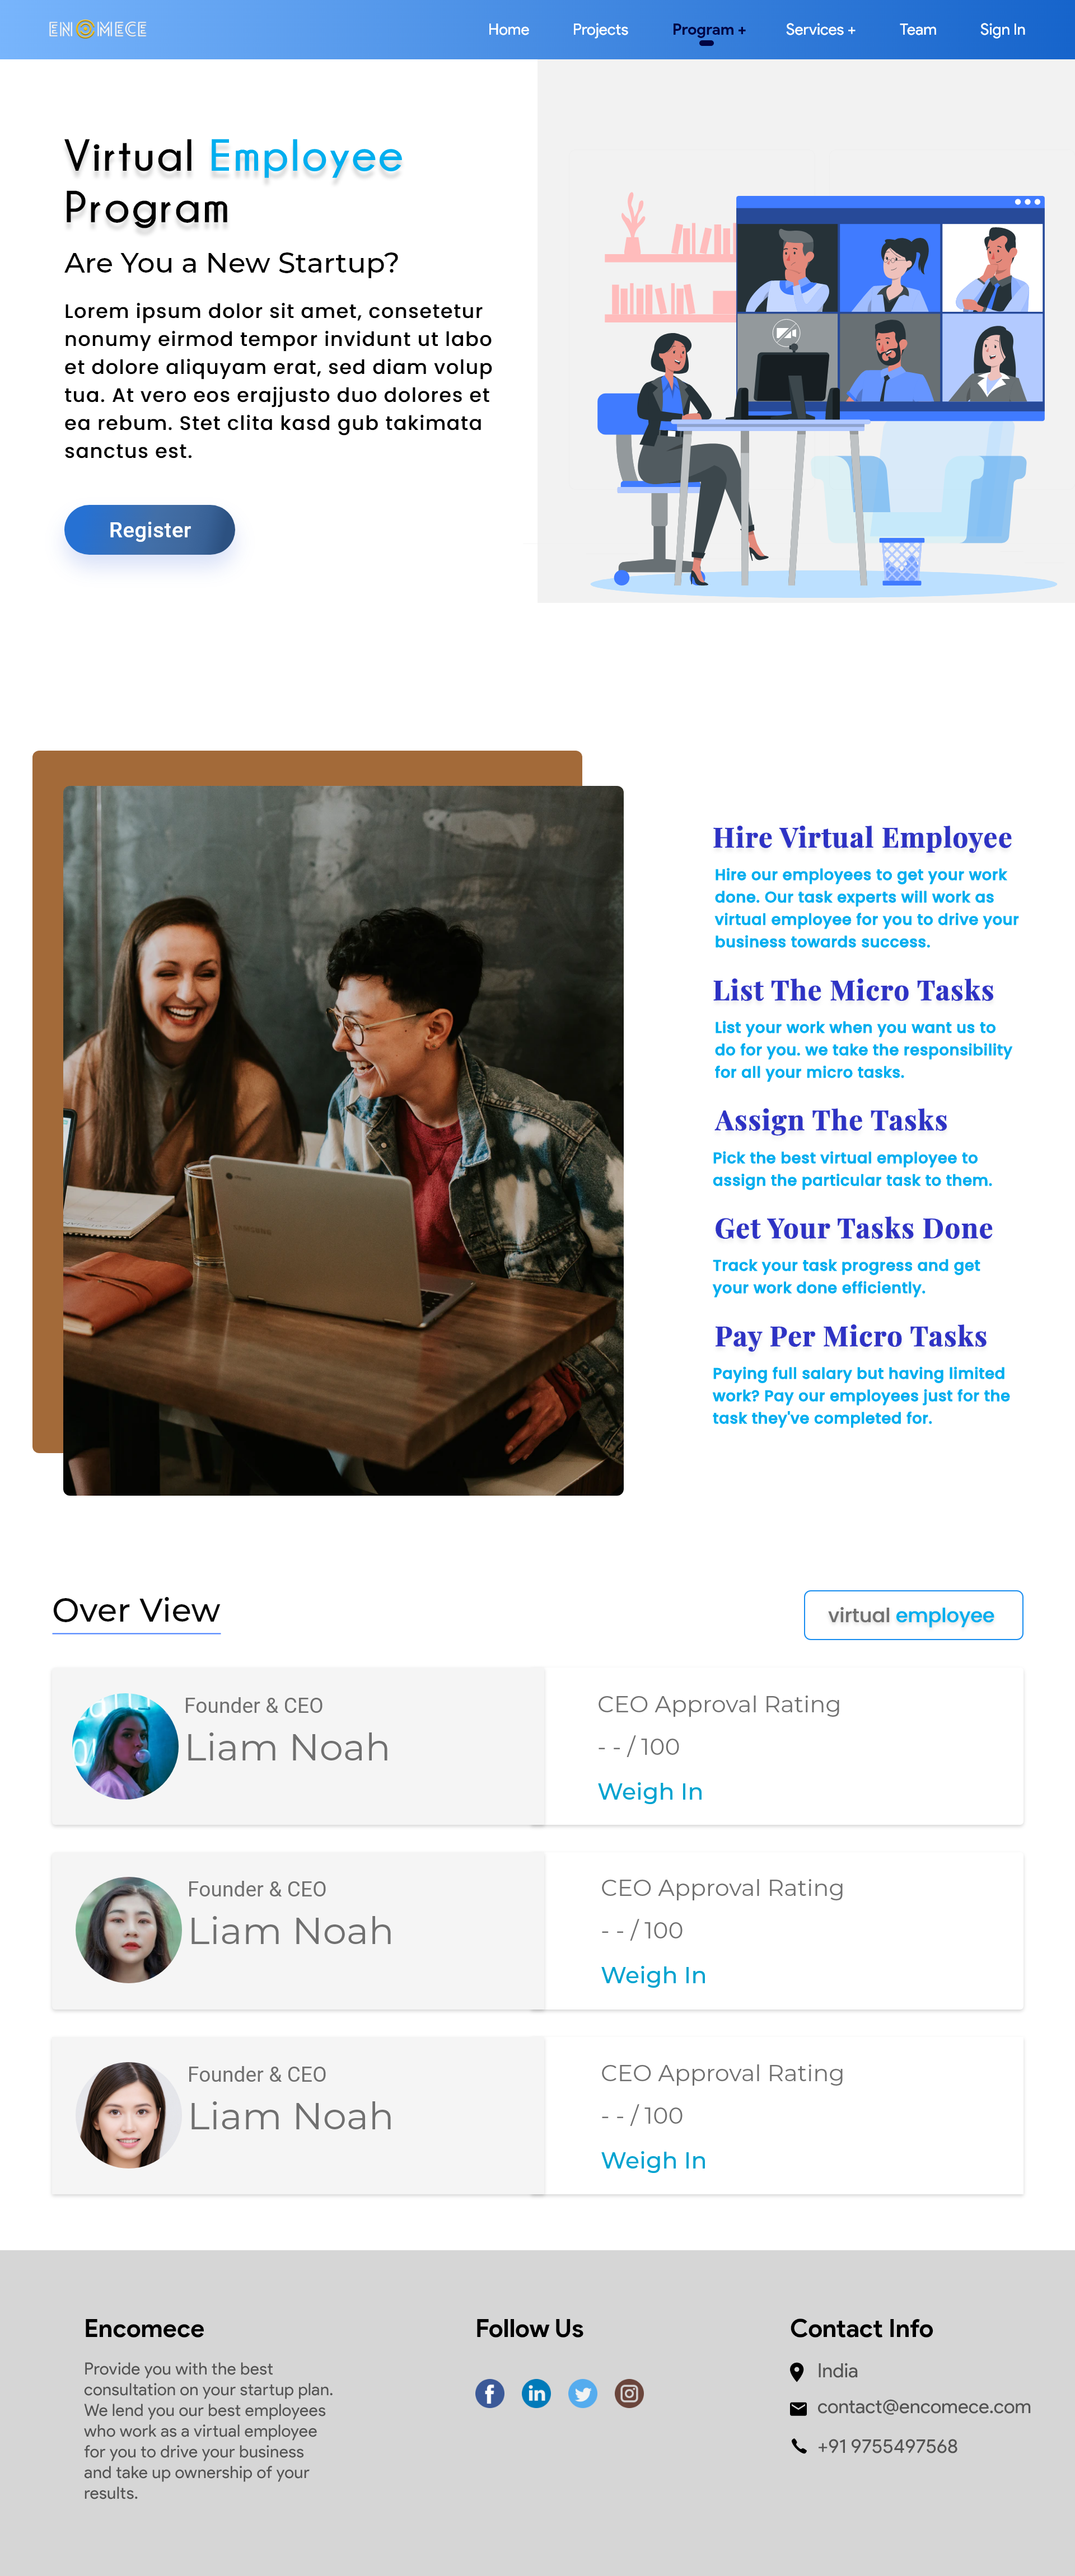 ENOMECE
Home Projects Program + Services + Team Sign In
Virtual Employee
Program
Are You a New Startup?
Lorem ipsum dolor sit amet, consetetur
nonumy eirmod tempor invidunt ut labo
et dolore aliquyam erat, sed diam volup
tua. At vero eos erajjusto duo dolores et
ea rebum. Stet clita kasd gub takimata
sanctus est.
Register
Hire Virtual Employee
Hire our employees to get your work
done. Our task experts will work as
virtual employee for you to drive your
business towards success.
List The Micro Tasks
List your work when you want us to
do for you. we take the responsibility
for all your micro tasks.
Assign The Tasks
Pick the best virtual employee to
assign the particular task to them.
Get Your Tasks Done
Track your task progress and get
your work done efficiently.
Pay Per Micro Tasks
Paying full salary but having limited
work? Pay our employees just for the
task they've completed for.
SAMSUNG
Over View
virtual employee
Founder & CEO
Liam Noah
CEO Approval Rating
- - / 100
Weigh In
Founder & CEO
Liam Noah
CEO Approval Rating
- - / 100
Weigh In
Founder & CEO
Liam Noah
CEO Approval Rating
- - / 100
Weigh In
Encomece
Provide you with the best
consultation on your startup plan.
We lend you our best employees
who work as a virtual employee
for you to drive your business
and take up ownership of your
results.
Follow Us
Contact Info
India
contact@encomece.com
+91 9755497568